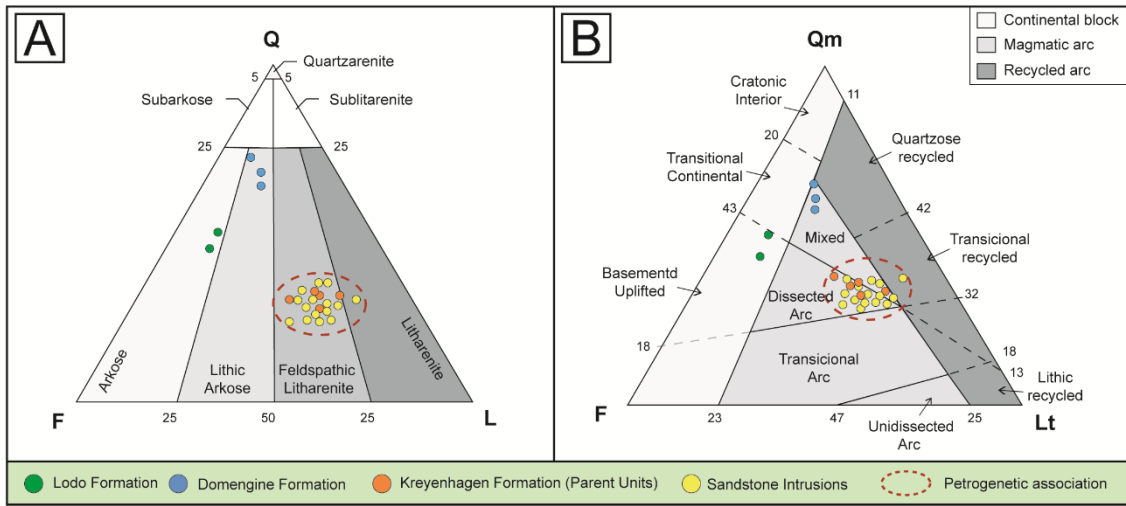 A
Q
5
5
Quartzarenite
Subarkose
Sublitarenite
25
25
Arkose
Lithic
Arkose
Feldspathic
Litharenite
Litharenite
F
25
50
25
L
B
Continental block
Magmatic arc
Recycled arc
Qm
Cratonic
Interior
11
20
Quartzose
recycled
Transitional
Continental
43
42
Mixed
Transicional
recycled
Basementd
Uplifted
Dissected
Arc
32
18
Transicional
Arc
18
13
Lithic
recycled
F
23
47
25
Lt
Unidissected
Arc
Lodo Formation
Domengine Formation
Kreyenhagen Formation (Parent Units)
Sandstone Intrusions
Petrogenetic association